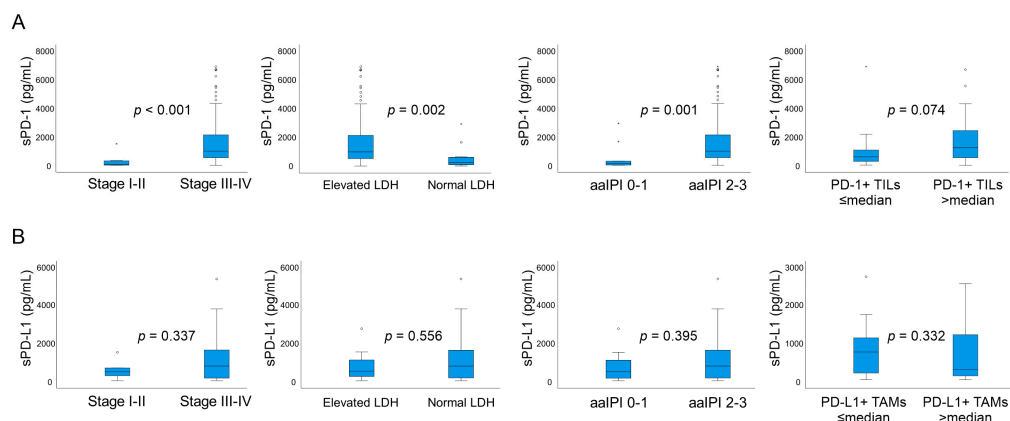 A
sPD-1 (pg/mL)
8000
6000
4000
2000
0
p < 0.001
Stage I-II
Stage III-IV
sPD-1 (pg/mL)
8000
6000
4000
2000
0
p = 0.002
Elevated LDH
Normal LDH
sPD-1 (pg/mL)
8000
6000
4000
2000
0
p = 0.001
aaIPI 0-1
aaIPI 2-3
sPD-1 (pg/mL)
8000
6000
4000
2000
0
p = 0.074
PD-1+ TILs
≤median
PD-1+ TILs
>median
B
sPD-L1 (pg/mL)
6000
4000
2000
0
p = 0.337
Stage I-II
Stage III-IV
sPD-L1 (pg/mL)
6000
4000
2000
0
p = 0.556
Elevated LDH
Normal LDH
sPD-L1 (pg/mL)
6000
4000
2000
0
p = 0.395
aaIPI 0-1
aaIPI 2-3
sPD-L1 (pg/mL)
3000
2000
1000
0
p = 0.332
PD-L1+ TAMs
≤median
PD-L1+ TAMs
>median